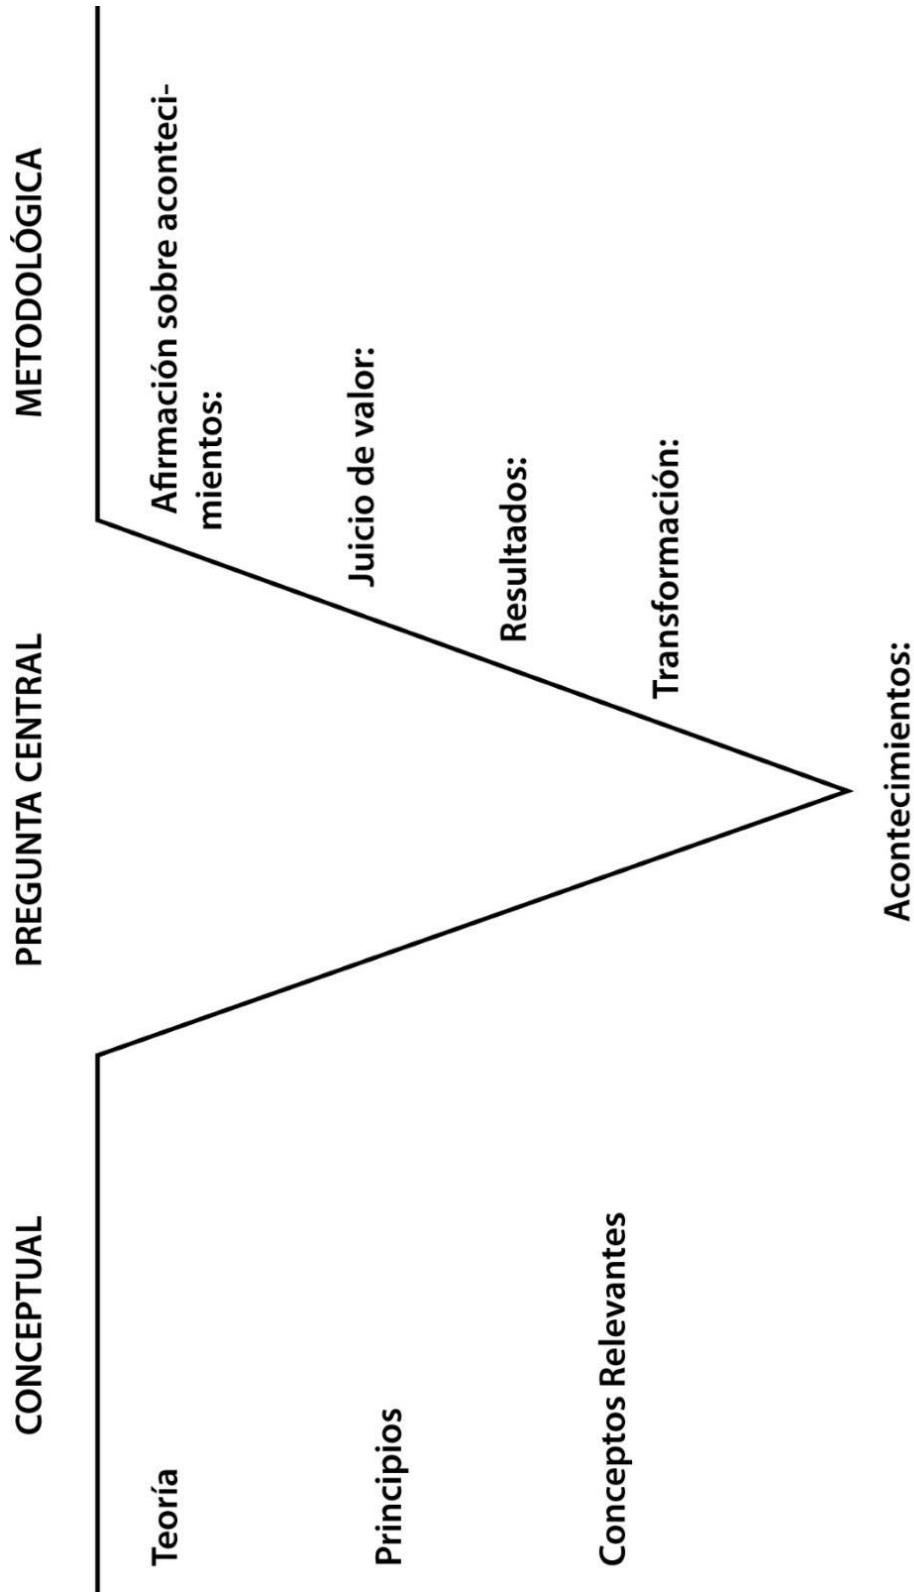 CONCEPTUAL
PREGUNTA CENTRAL
METODOLÓGICA
Teoría
Principios
Conceptos Relevantes
Afirmación sobre aconteci-
mientos:
Juicio de valor:
Resultados:
Transformación:
Acontecimientos: